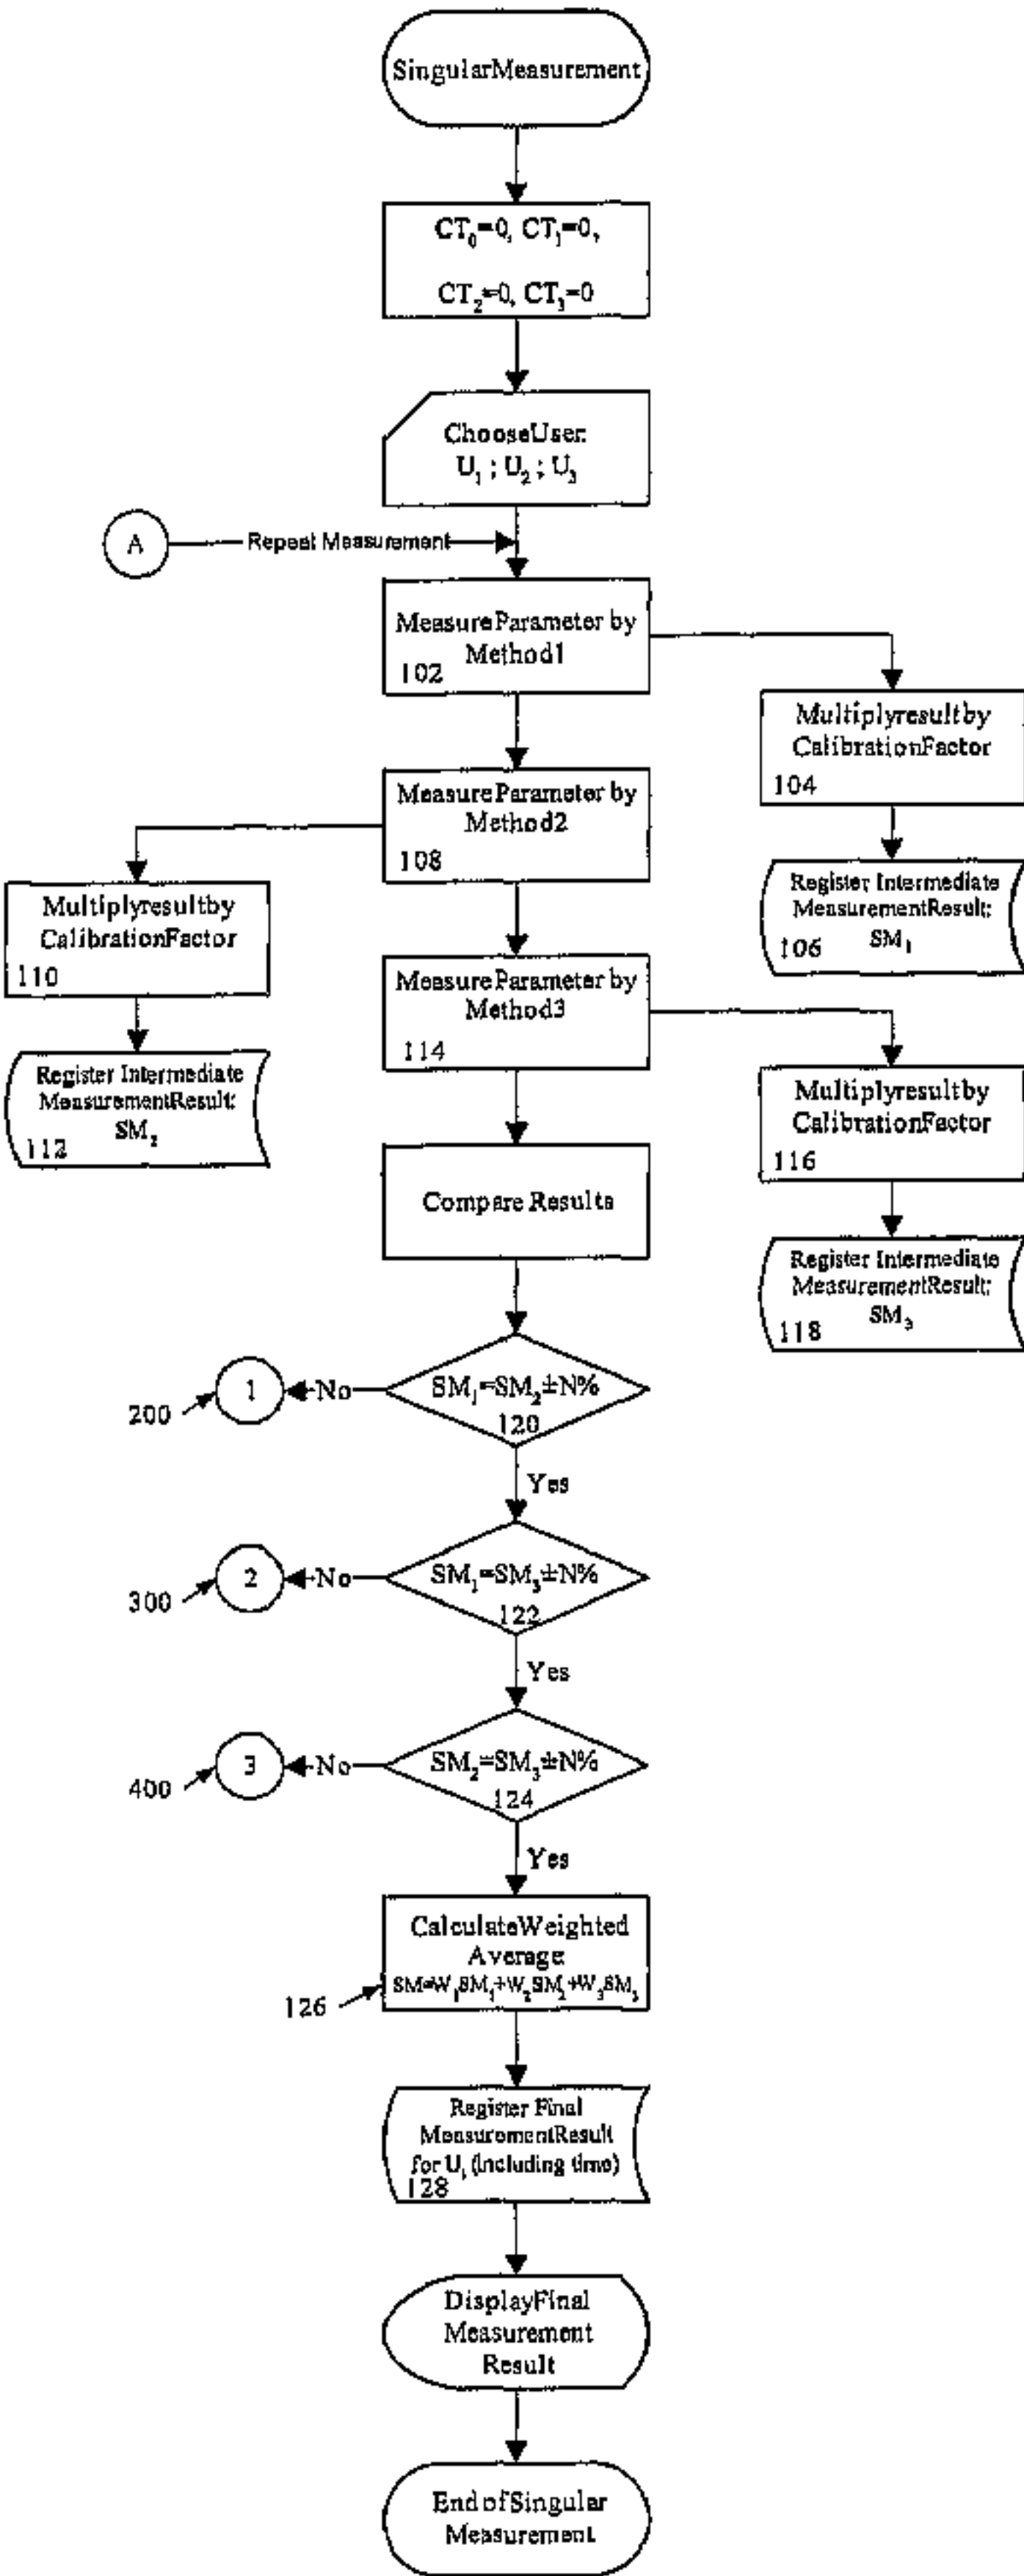 SingularMeasurement
CT₀=0, CT₁=0,
CT₂=0, CT₃=0
ChooseUser:
U₁ ; U₂ ; U₃
A
Repeat Measurement
MeasureParameter by
Method1
102
Multiplyresultby
CalibrationFactor
104
Register Intermediate
MeasurementResult:
SM₁
106
MeasureParameter by
Method2
108
Multiplyresultby
CalibrationFactor
110
Register Intermediate
MeasurementResult:
SM₂
112
MeasureParameter by
Method3
114
Multiplyresultby
CalibrationFactor
116
Register Intermediate
MeasurementResult:
SM₃
118
Compare Results
SM₁=SM₂±N%
120
No
1
200
Yes
SM₁=SM₃±N%
122
No
2
300
Yes
SM₂=SM₃±N%
124
No
3
400
Yes
CalculateWeighted
Average
SM=W₁SM₁+W₂SM₂+W₃SM₃
126
Register Final
MeasurementResult
for Uᵢ (including time)
128
DisplayFinal
Measurement
Result
EndofSingular
Measurement